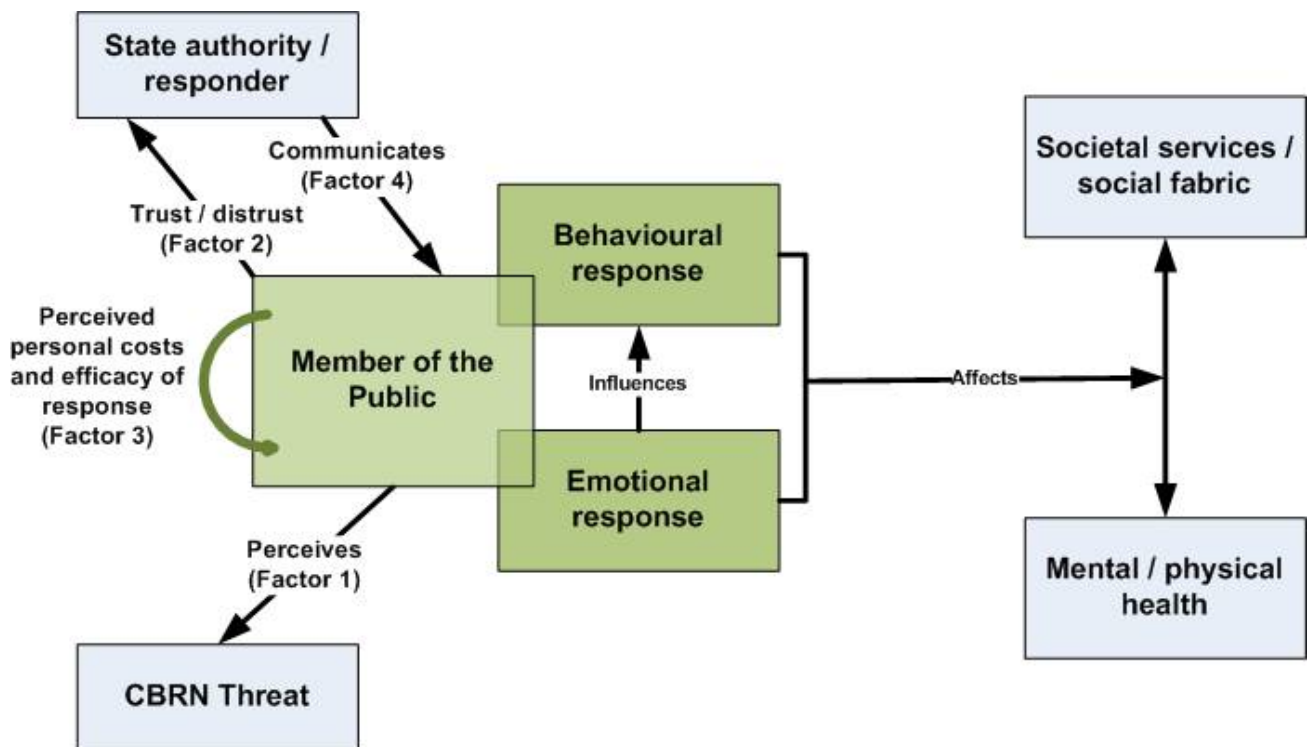 State authority /
responder
Communicates
(Factor 4)
Trust / distrust
(Factor 2)
Perceived
personal costs
and efficacy of
response
(Factor 3)
Member of the
Public
Behavioural
response
Influences
Emotional
response
Perceives
(Factor 1)
CBRN Threat
Affects
Societal services /
social fabric
Mental / physical
health